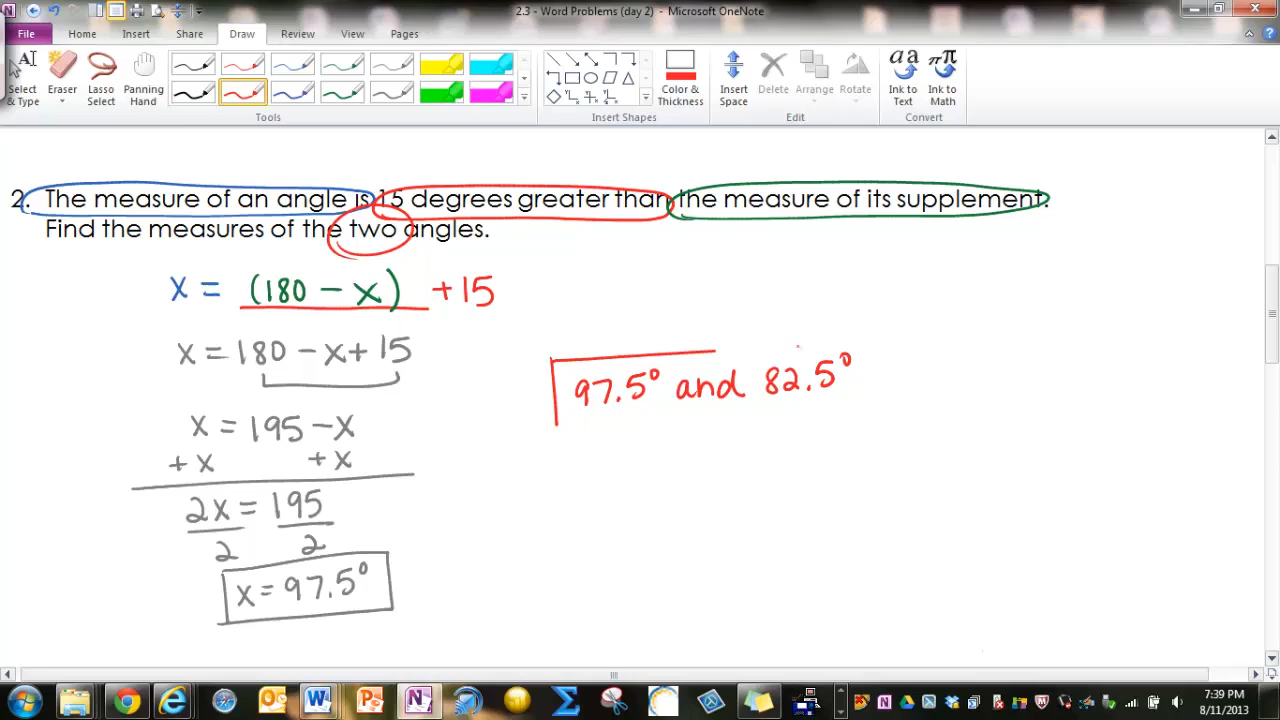 2.3 - Word Problems (day 2) - Microsoft OneNote
File Home Insert Share Draw Review View Pages
Select & Type
Eraser
Lasso Select
Panning Hand
Color & Thickness
Insert Space
Delete
Arrange
Rotate
Ink to Text
Ink to Math
Tools
Insert Shapes
Edit
Convert
2. The measure of an angle is 15 degrees greater than the measure of its supplement.
Find the measures of the two angles.
x = (180 - x) + 15
x = 180 - x + 15
x = 195 - x
+ x + x
2x = 195
2 2
x = 97.5°
97.5° and 82.5°
7:39 PM
8/11/2013